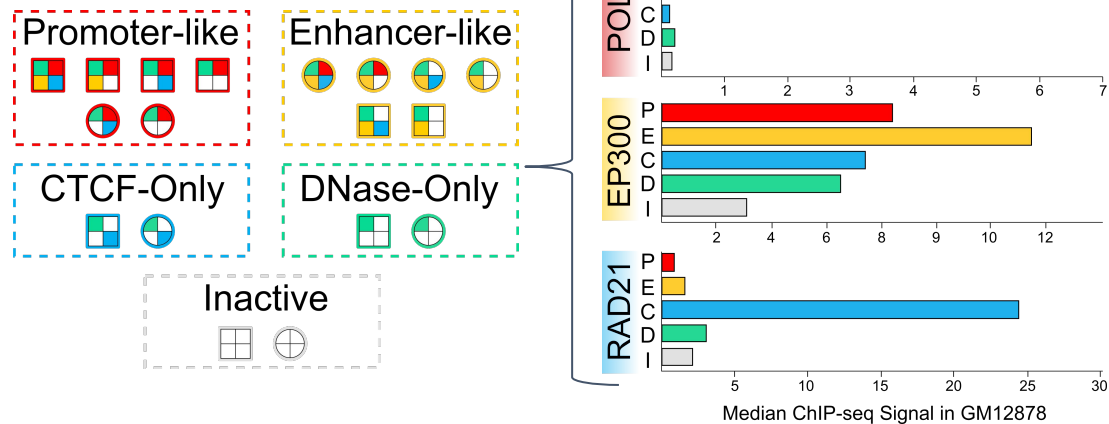 Promoter-like
Enhancer-like
CTCF-Only
DNase-Only
Inactive
POL
C
D
I
1 2 3 4 5 6 7
EP300
P
E
C
D
I
2 4 6 8 10 12
RAD21
P
E
C
D
I
5 10 15 20 25 30
Median ChIP-seq Signal in GM12878